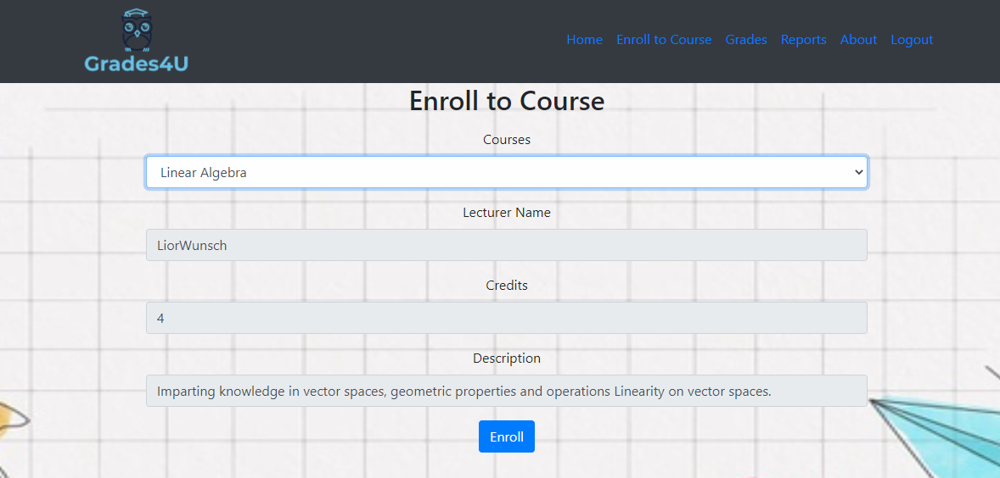 Grades4U
Home Enroll to Course Grades Reports About Logout
Enroll to Course
Courses
Linear Algebra
Lecturer Name
LiorWunsch
Credits
4
Description
Imparting knowledge in vector spaces, geometric properties and operations Linearity on vector spaces.
Enroll